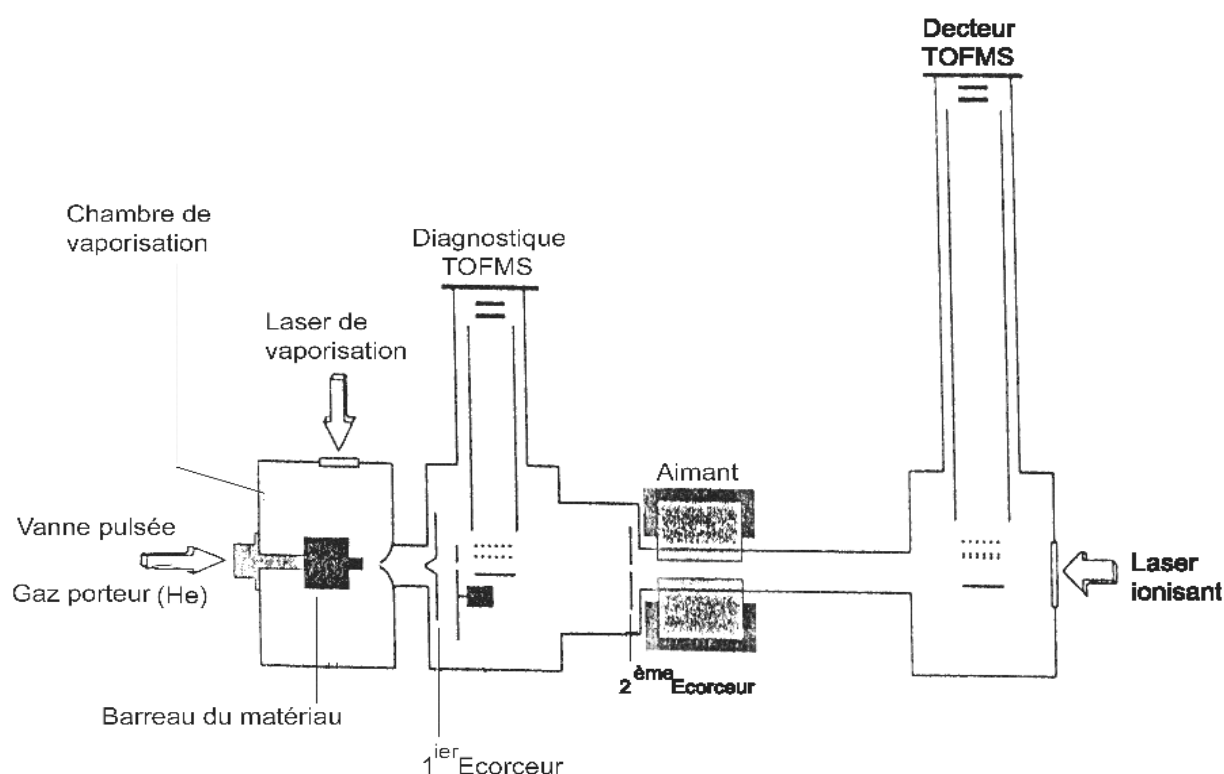 Decteur
TOFMS
Chambre de
vaporisation
Diagnostique
TOFMS
Laser de
vaporisation
Aimant
Vanne pulsée
Gaz porteur (He)
Laser
ionisant
2ème Ecorceur
Barreau du matèriau
1ier Ecorceur